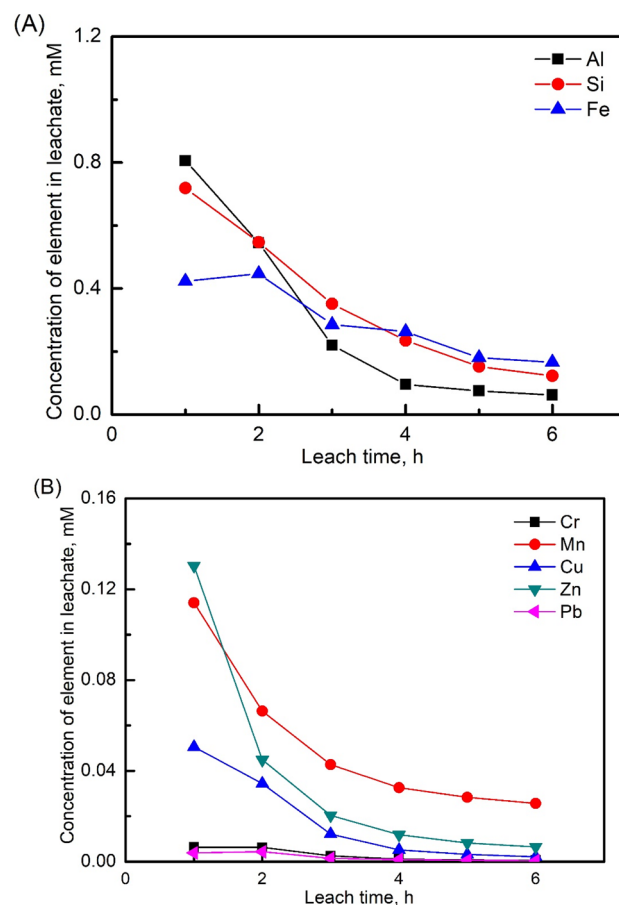 (A)
Concentration of element in leachate, mM
1.2
0.8
0.4
0.0
Al
Si
Fe
0
2
4
6
Leach time, h
(B)
Concentration of element in leachate, mM
0.16
0.12
0.08
0.04
0.00
Cr
Mn
Cu
Zn
Pb
0
2
4
6
Leach time, h